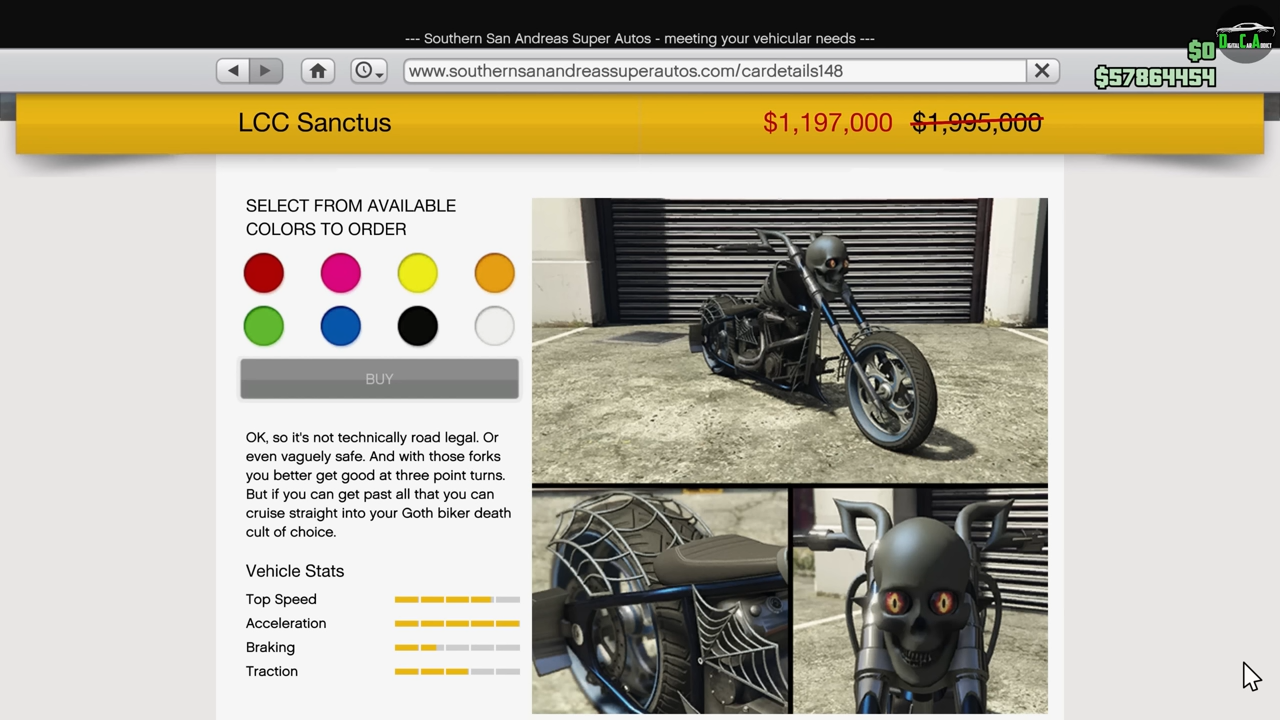 --- Southern San Andreas Super Autos - meeting your vehicular needs ---
DIGITAL CAR ADDICT
$0
www.southernsanandreassuperautos.com/cardetails148
$57864454
LCC Sanctus
$1,197,000 $1,995,000
SELECT FROM AVAILABLE
COLORS TO ORDER
BUY
OK, so it's not technically road legal. Or
even vaguely safe. And with those forks
you better get good at three point turns.
But if you can get past all that you can
cruise straight into your Goth biker death
cult of choice.
Vehicle Stats
Top Speed
Acceleration
Braking
Traction